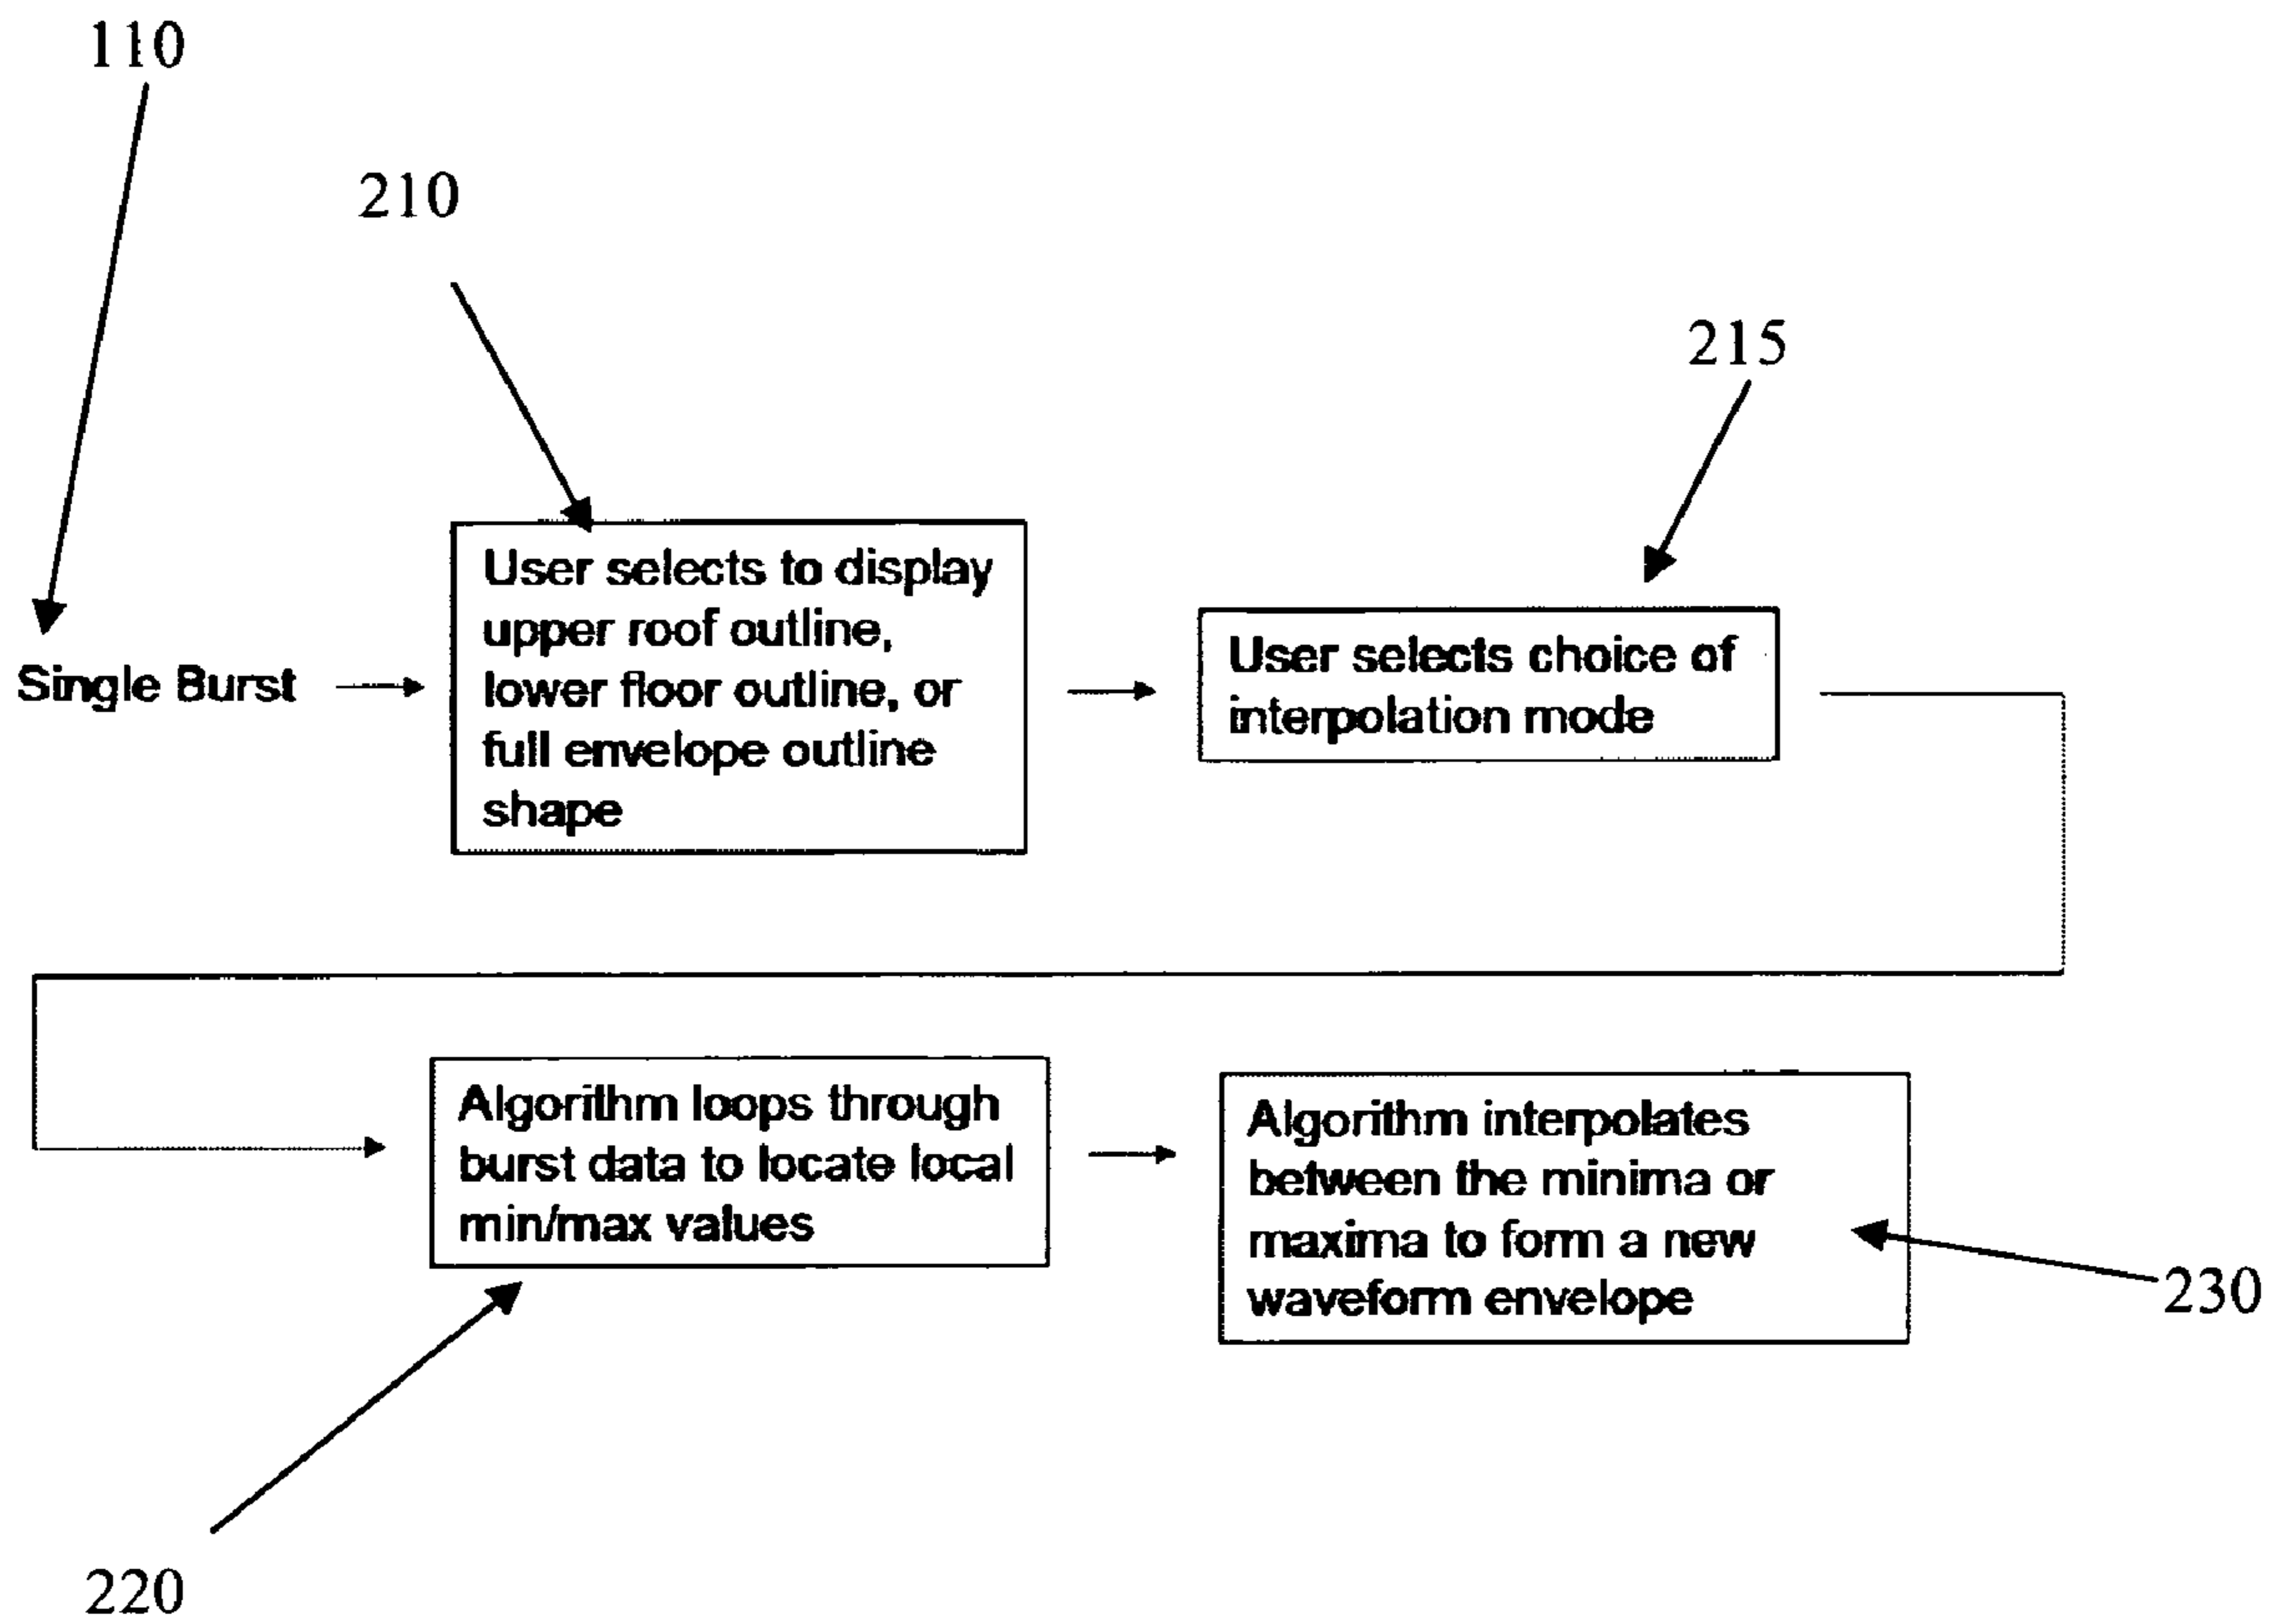 110
210
215
Single Burst
User selects to display
upper roof outline,
lower floor outline, or
full envelope outline
shape
User selects choice of
interpolation mode
Algorithm loops through
burst data to locate local
min/max values
Algorithm interpolates
between the minima or
maxima to form a new
waveform envelope
230
220